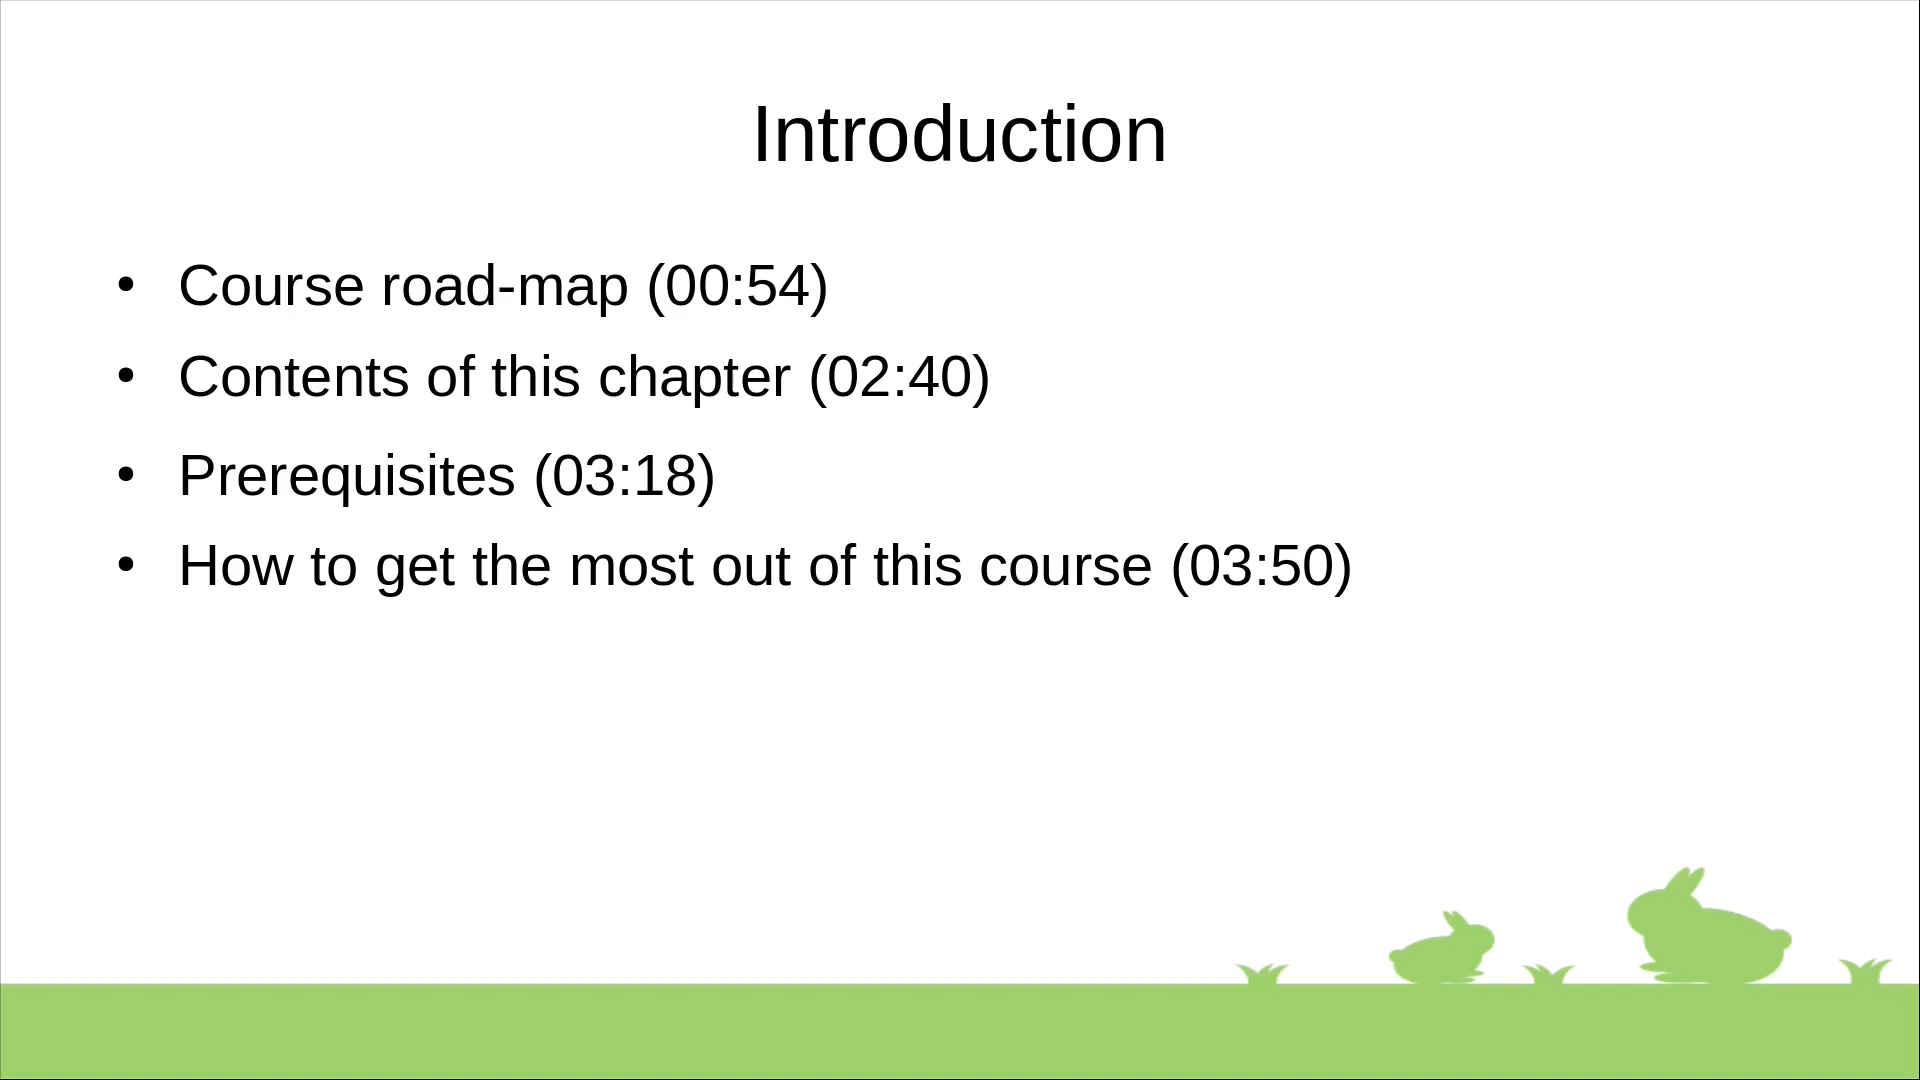 Introduction
• Course road-map (00:54)
• Contents of this chapter (02:40)
• Prerequisites (03:18)
• How to get the most out of this course (03:50)